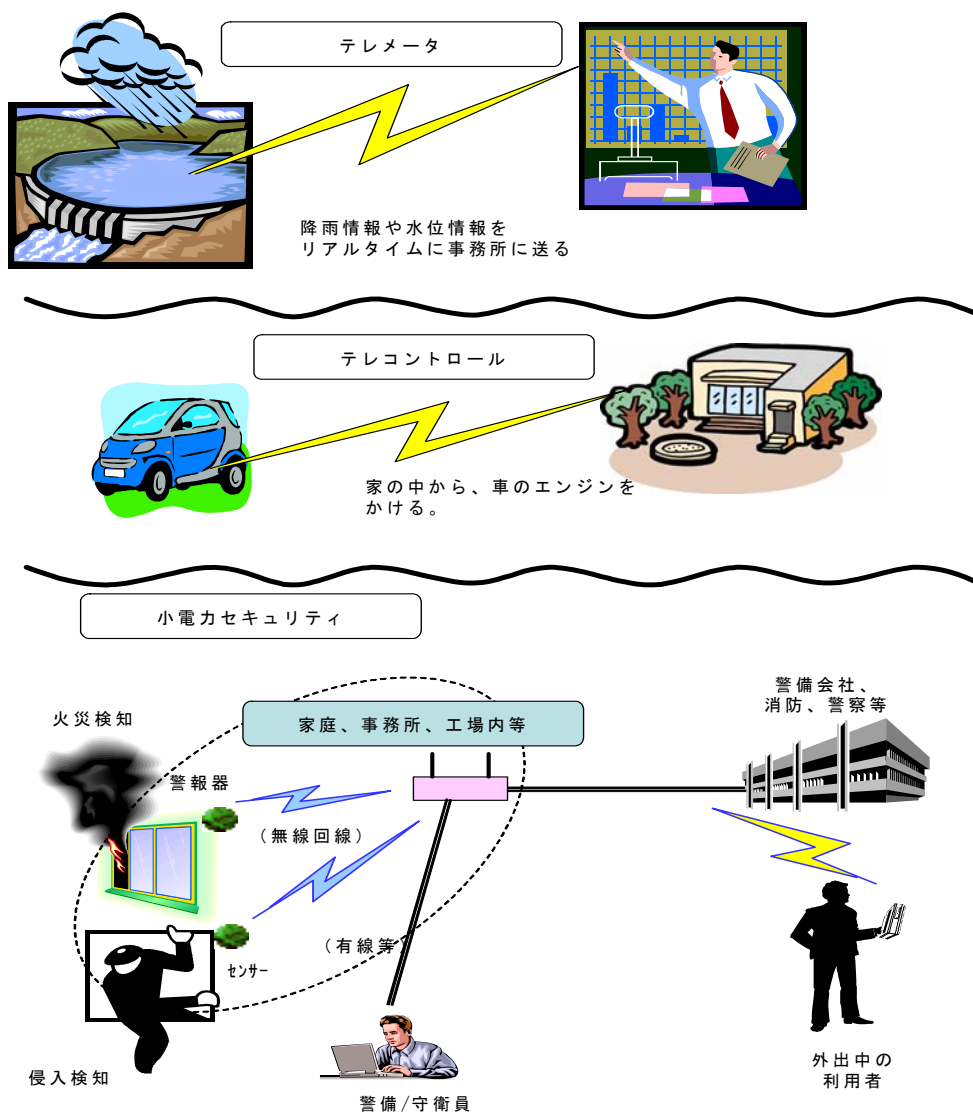 テレメータ
降雨情報や水位情報を
リアルタイムに事務所に送る
テレコントロール
家の中から、車のエンジンを
かける。
小電力セキュリティ
警備会社、
消防、警察等
火災検知
家庭、事務所、工場内等
警報器
（無線回線）
（有線等）
ｾﾝｻｰ
侵入検知
警備/守衛員
外出中の
利用者